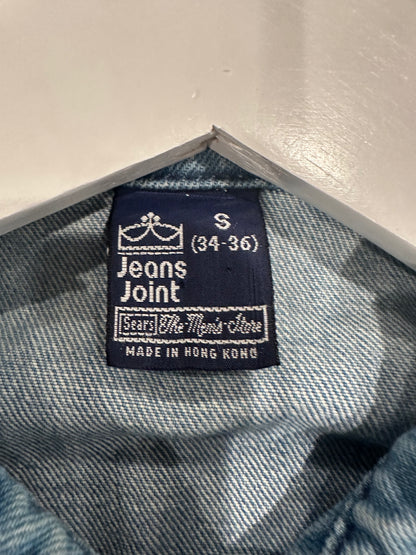 S
(34-36)
Jeans
Joint
Sears The Men's Store
MADE IN HONG KONG